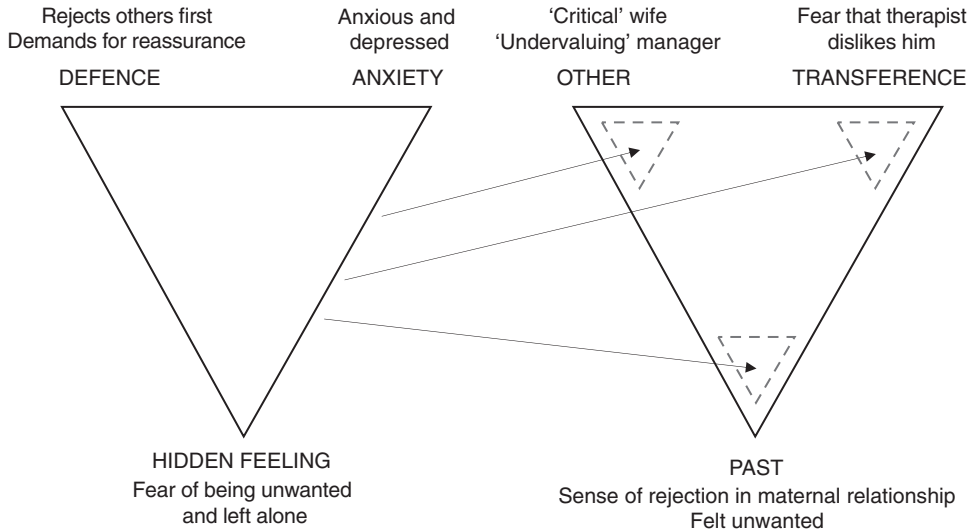 Rejects others first
Demands for reassurance
DEFENCE
Anxious and
depressed
ANXIETY
‘Critical’ wife
‘Undervaluing’ manager
OTHER
Fear that therapist
dislikes him
TRANSFERENCE
HIDDEN FEELING
Fear of being unwanted
and left alone
PAST
Sense of rejection in maternal relationship
Felt unwanted